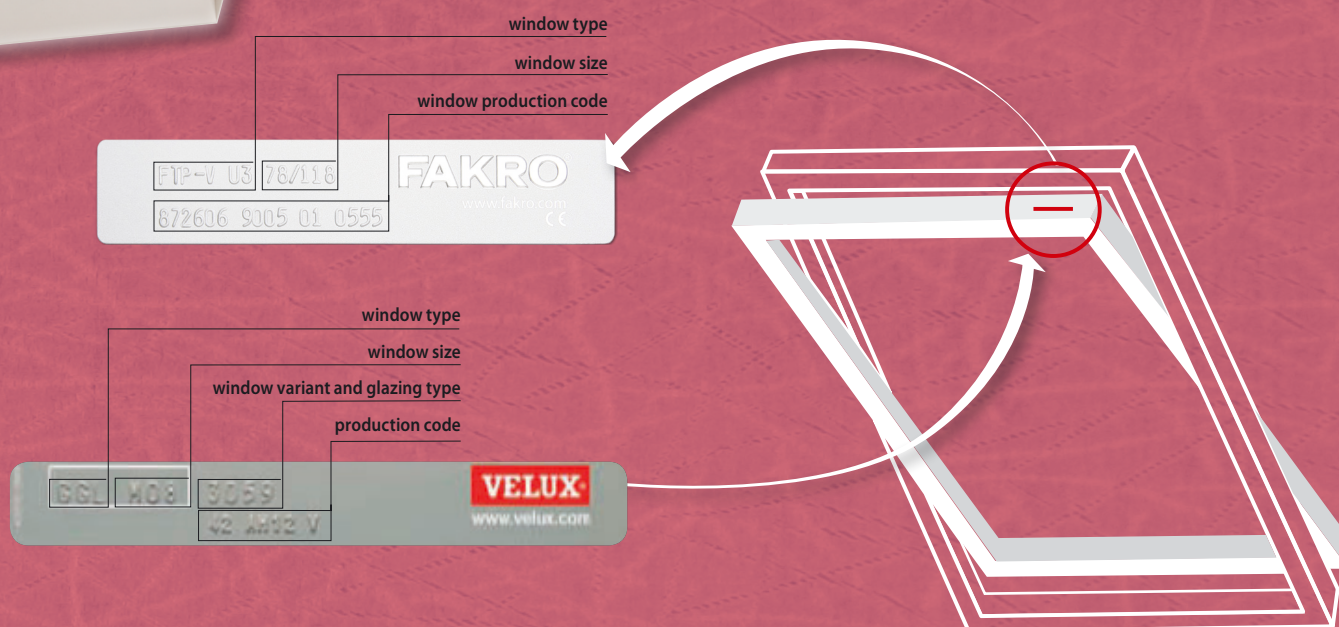 window type
window size
window production code
FTP-V U3 78/118
FAKRO
www.fakro.com
872606 9005 01 0555
CE
window type
window size
window variant and glazing type
production code
GGL M08 3059
VELUX
www.velux.com
42 AH12 V